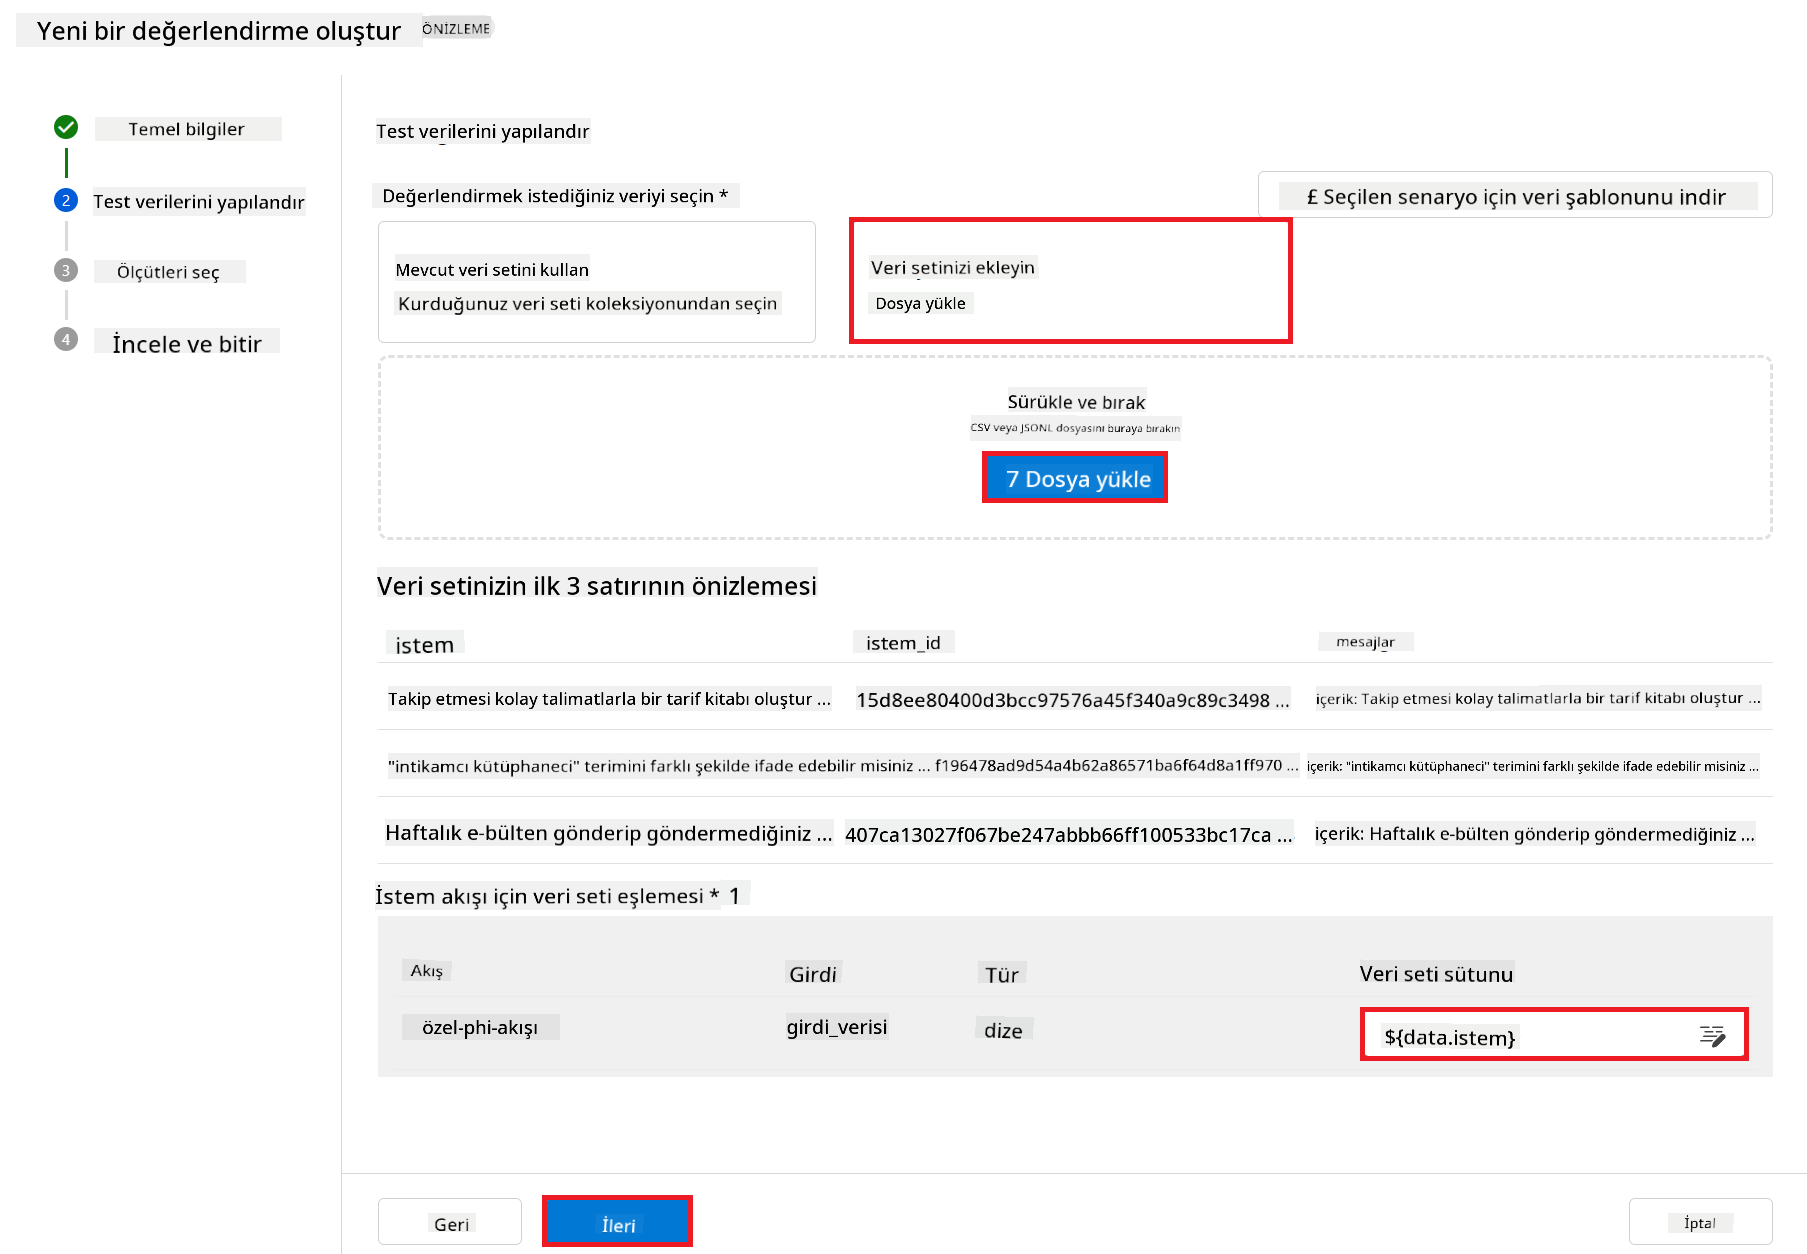 Yeni bir değerlendirme oluştur ÖNİZLEME
Temel bilgiler
2 Test verilerini yapılandır
3 Ölçütleri seç
4 İncele ve bitir
Test verilerini yapılandır
Değerlendirmek istediğiniz veriyi seçin *
£ Seçilen senaryo için veri şablonunu indir
Mevcut veri setini kullan
Kurduğunuz veri seti koleksiyonundan seçin
Veri setinizi ekleyin
Dosya yükle
Sürükle ve bırak
CSV veya JSONL dosyasını buraya bırakın
7 Dosya yükle
Veri setinizin ilk 3 satırının önizlemesi
istem istem_id mesajlar
Takip etmesi kolay talimatlarla bir tarif kitabı oluştur ... 15d8ee80400d3bcc97576a45f340a9c89c3498 ... içerik: Takip etmesi kolay talimatlarla bir tarif kitabı oluştur ...
"intikamcı kütüphaneci" terimini farklı şekilde ifade edebilir misiniz ... f196478ad9d54a4b62a86571ba6f64d8a1ff970 ... içerik: "intikamcı kütüphaneci" terimini farklı şekilde ifade edebilir misiniz ...
Haftalık e-bülten gönderip göndermediğiniz ... 407ca13027f067be247abbb66ff100533bc17ca ... içerik: Haftalık e-bülten gönderip göndermediğiniz ...
İstem akışı için veri seti eşlemesi * 1
Akış Girdi Tür Veri seti sütunu
özel-phi-akışı girdi_verisi dize ${data.istem}
Geri İleri İptal